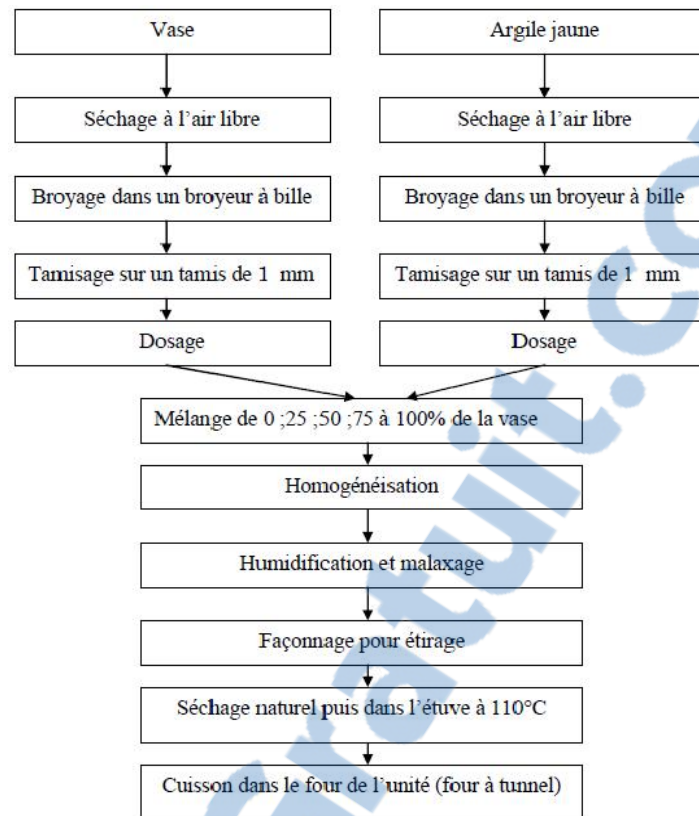 Vase
Argile jaune
Séchage à l'air libre
Séchage à l'air libre
Broyage dans un broyeur à bille
Broyage dans un broyeur à bille
Tamisage sur un tamis de 1 mm
Tamisage sur un tamis de 1 mm
Dosage
Dosage
Mélange de 0 ;25 ;50 ;75 à 100% de la vase
Homogénéisation
Humidification et malaxage
Façonnage pour étirage
Séchage naturel puis dans l'étuve à 110°C
Cuisson dans le four de l'unité (four à tunnel)
Gratuit.co